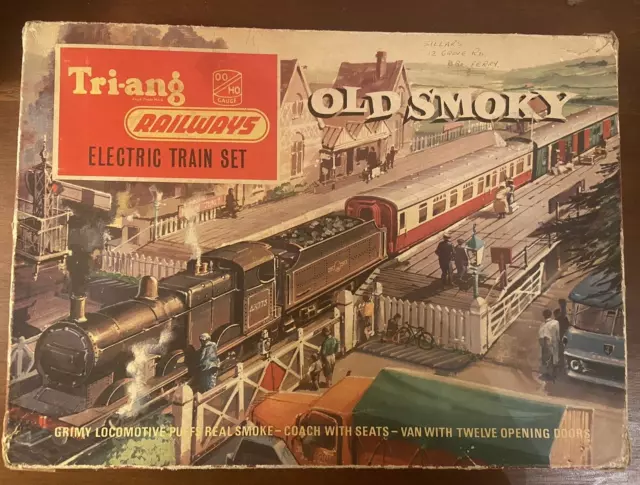 Tri-ang
OO
HO
GAUGE
RAILWAYS
ELECTRIC TRAIN SET
OLD SMOKY
GRIMY LOCOMOTIVE PUFFS REAL SMOKE – COACH WITH SEATS – VAN WITH TWELVE OPENING DOORS